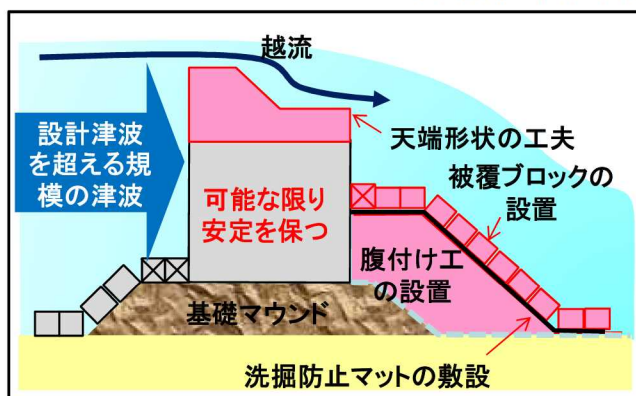 越流
設計津波
を超える規
模の津波
天端形状の工夫
被覆ブロックの
設置
可能な限り
安定を保つ
腹付け工
の設置
基礎マウンド
洗掘防止マットの敷設